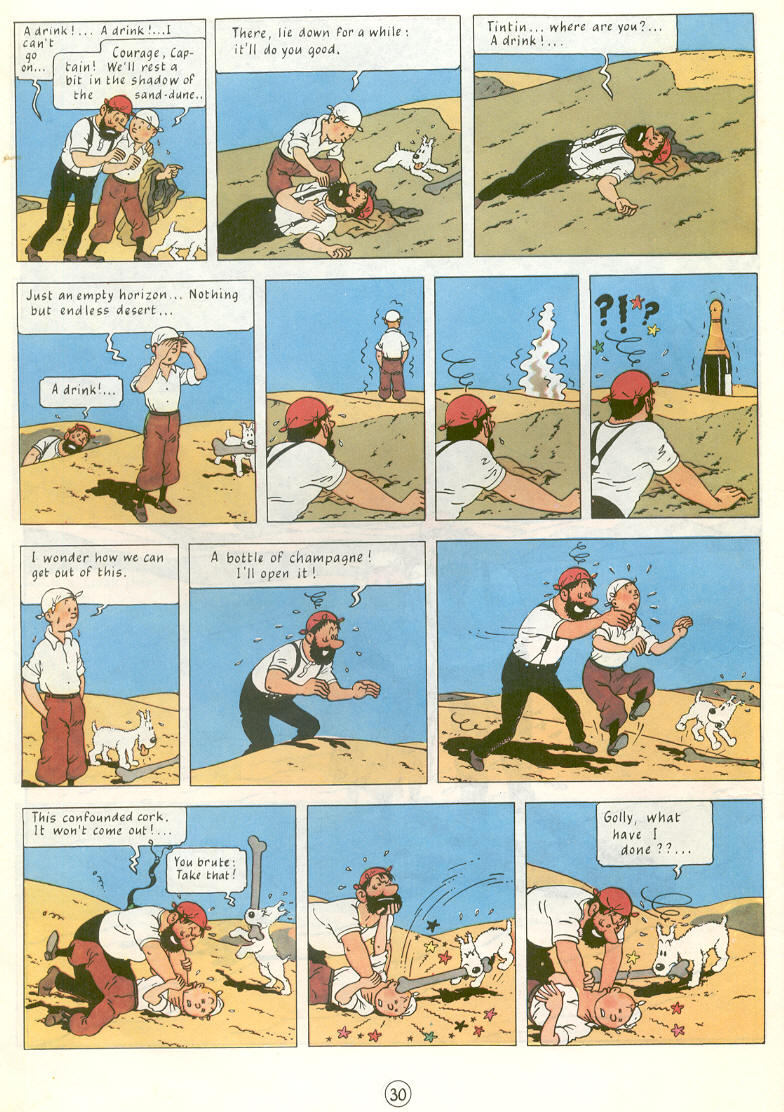 A drink!... A drink!...I
can't
go
on...
Courage, Cap-
tain! We'll rest a
bit in the shadow of
the sand-dune..
There, lie down for a while:
it'll do you good.
Tintin... where are you?...
A drink!...
Just an empty horizon... Nothing
but endless desert...
A drink!...
?!?
I wonder how we can
get out of this.
A bottle of champagne!
I'll open it!
This confounded cork.
It won't come out!...
You brute:
Take that!
Golly, what
have I
done??...
30